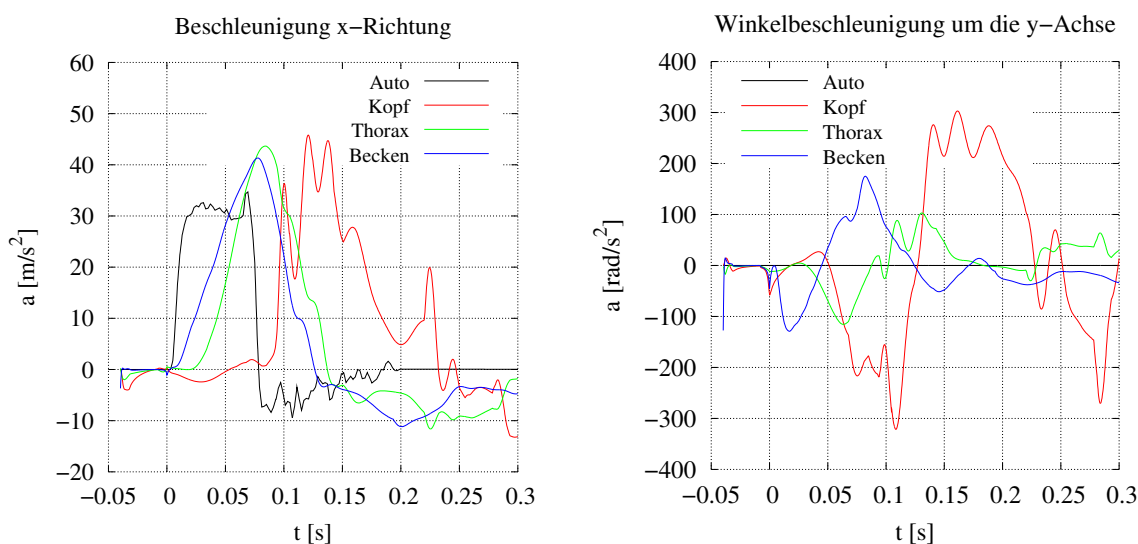 Beschleunigung x−Richtung
60
50
40
30
20
10
0
−10
−20
a [m/s²]
Auto
Kopf
Thorax
Becken
−0.05 0 0.05 0.1 0.15 0.2 0.25 0.3
t [s]
Winkelbeschleunigung um die y−Achse
400
300
200
100
0
−100
−200
−300
−400
a [rad/s²]
Auto
Kopf
Thorax
Becken
−0.05 0 0.05 0.1 0.15 0.2 0.25 0.3
t [s]